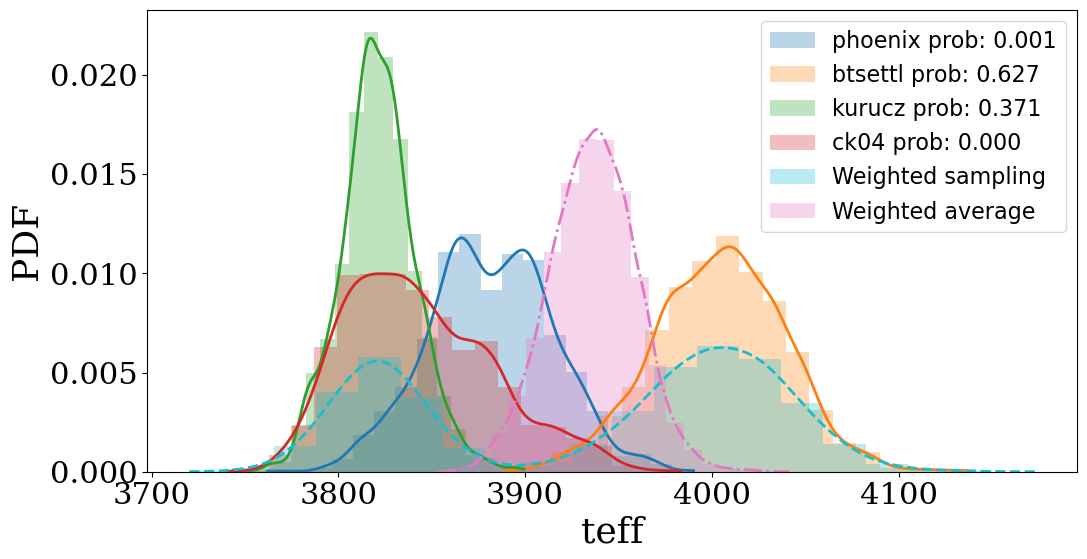 phoenix prob: 0.001
btsettl prob: 0.627
kurucz prob: 0.371
ck04 prob: 0.000
Weighted sampling
Weighted average
PDF
0.020
0.015
0.010
0.005
0.000
3700 3800 3900 4000 4100
teff